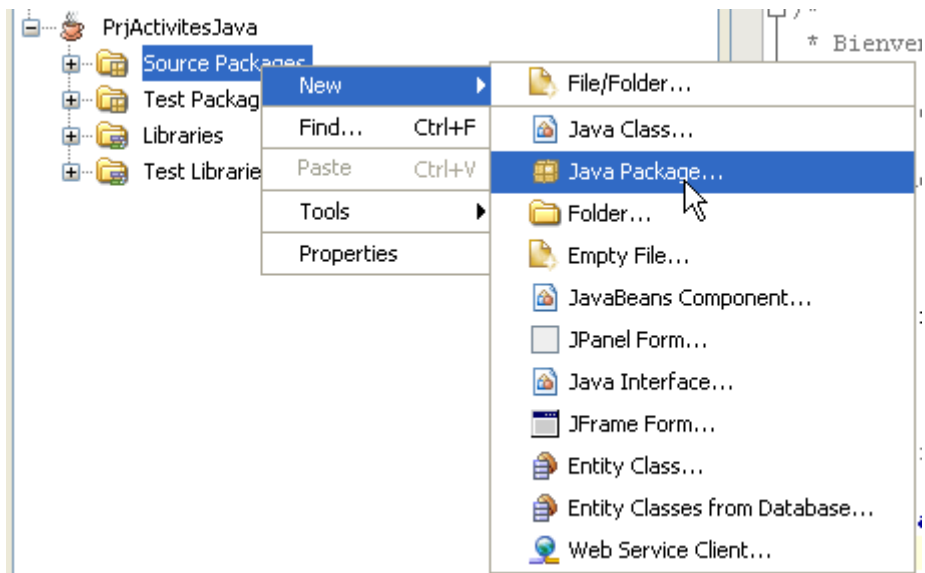 PrjActivitesJava
Source Packages
Test Packag
Libraries
Test Librarie
New
Find... Ctrl+F
Paste Ctrl+V
Tools
Properties
File/Folder...
Java Class...
Java Package...
Folder...
Empty File...
JavaBeans Component...
JPanel Form...
Java Interface...
JFrame Form...
Entity Class...
Entity Classes from Database...
Web Service Client...
/*
* Bienve